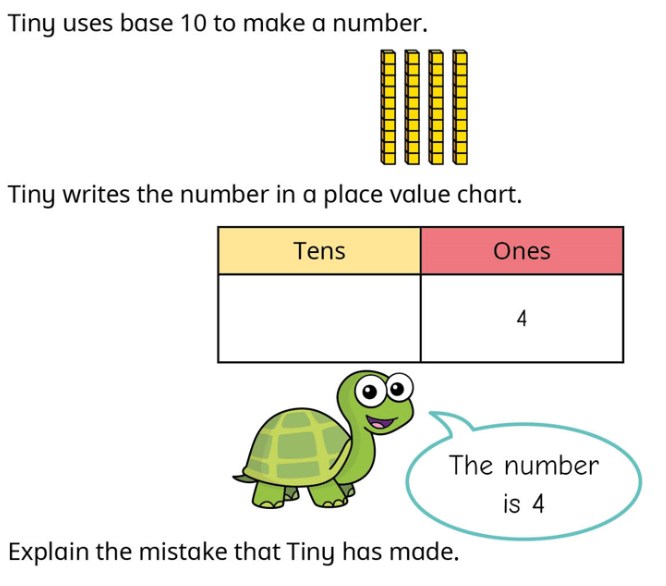 Tiny uses base 10 to make a number.
Tiny writes the number in a place value chart.
Tens Ones
4
The number
is 4
Explain the mistake that Tiny has made.